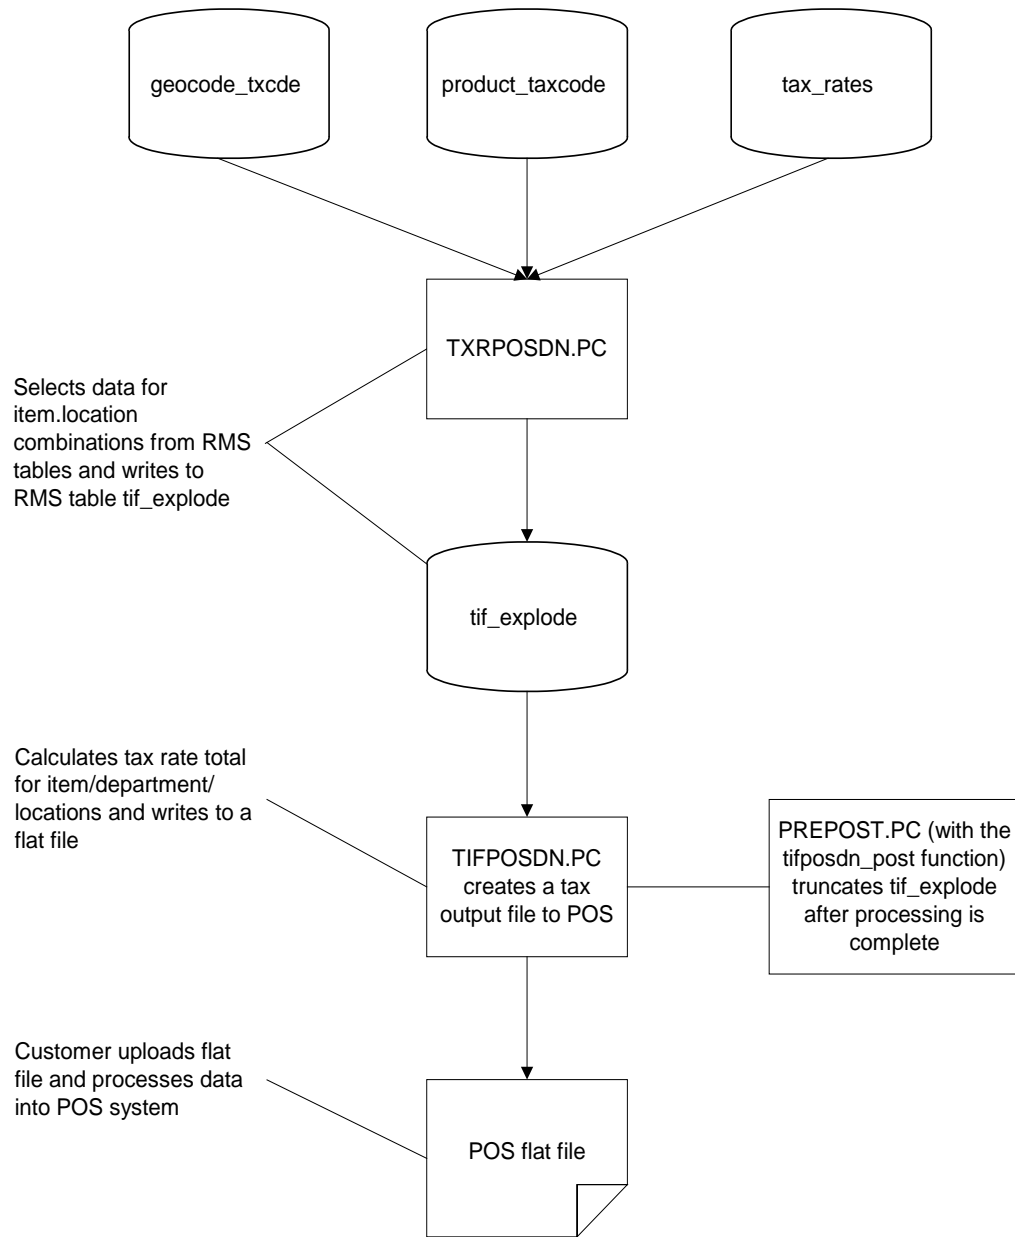 geocode_txcde
product_taxcode
tax_rates
TXRPOSDN.PC
Selects data for
item.location
combinations from RMS
tables and writes to
RMS table tif_explode
tif_explode
Calculates tax rate total
for item/department/
locations and writes to a
flat file
TIFPOSDN.PC
creates a tax
output file to POS
PREPOST.PC (with the
tifposdn_post function)
truncates tif_explode
after processing is
complete
Customer uploads flat
file and processes data
into POS system
POS flat file